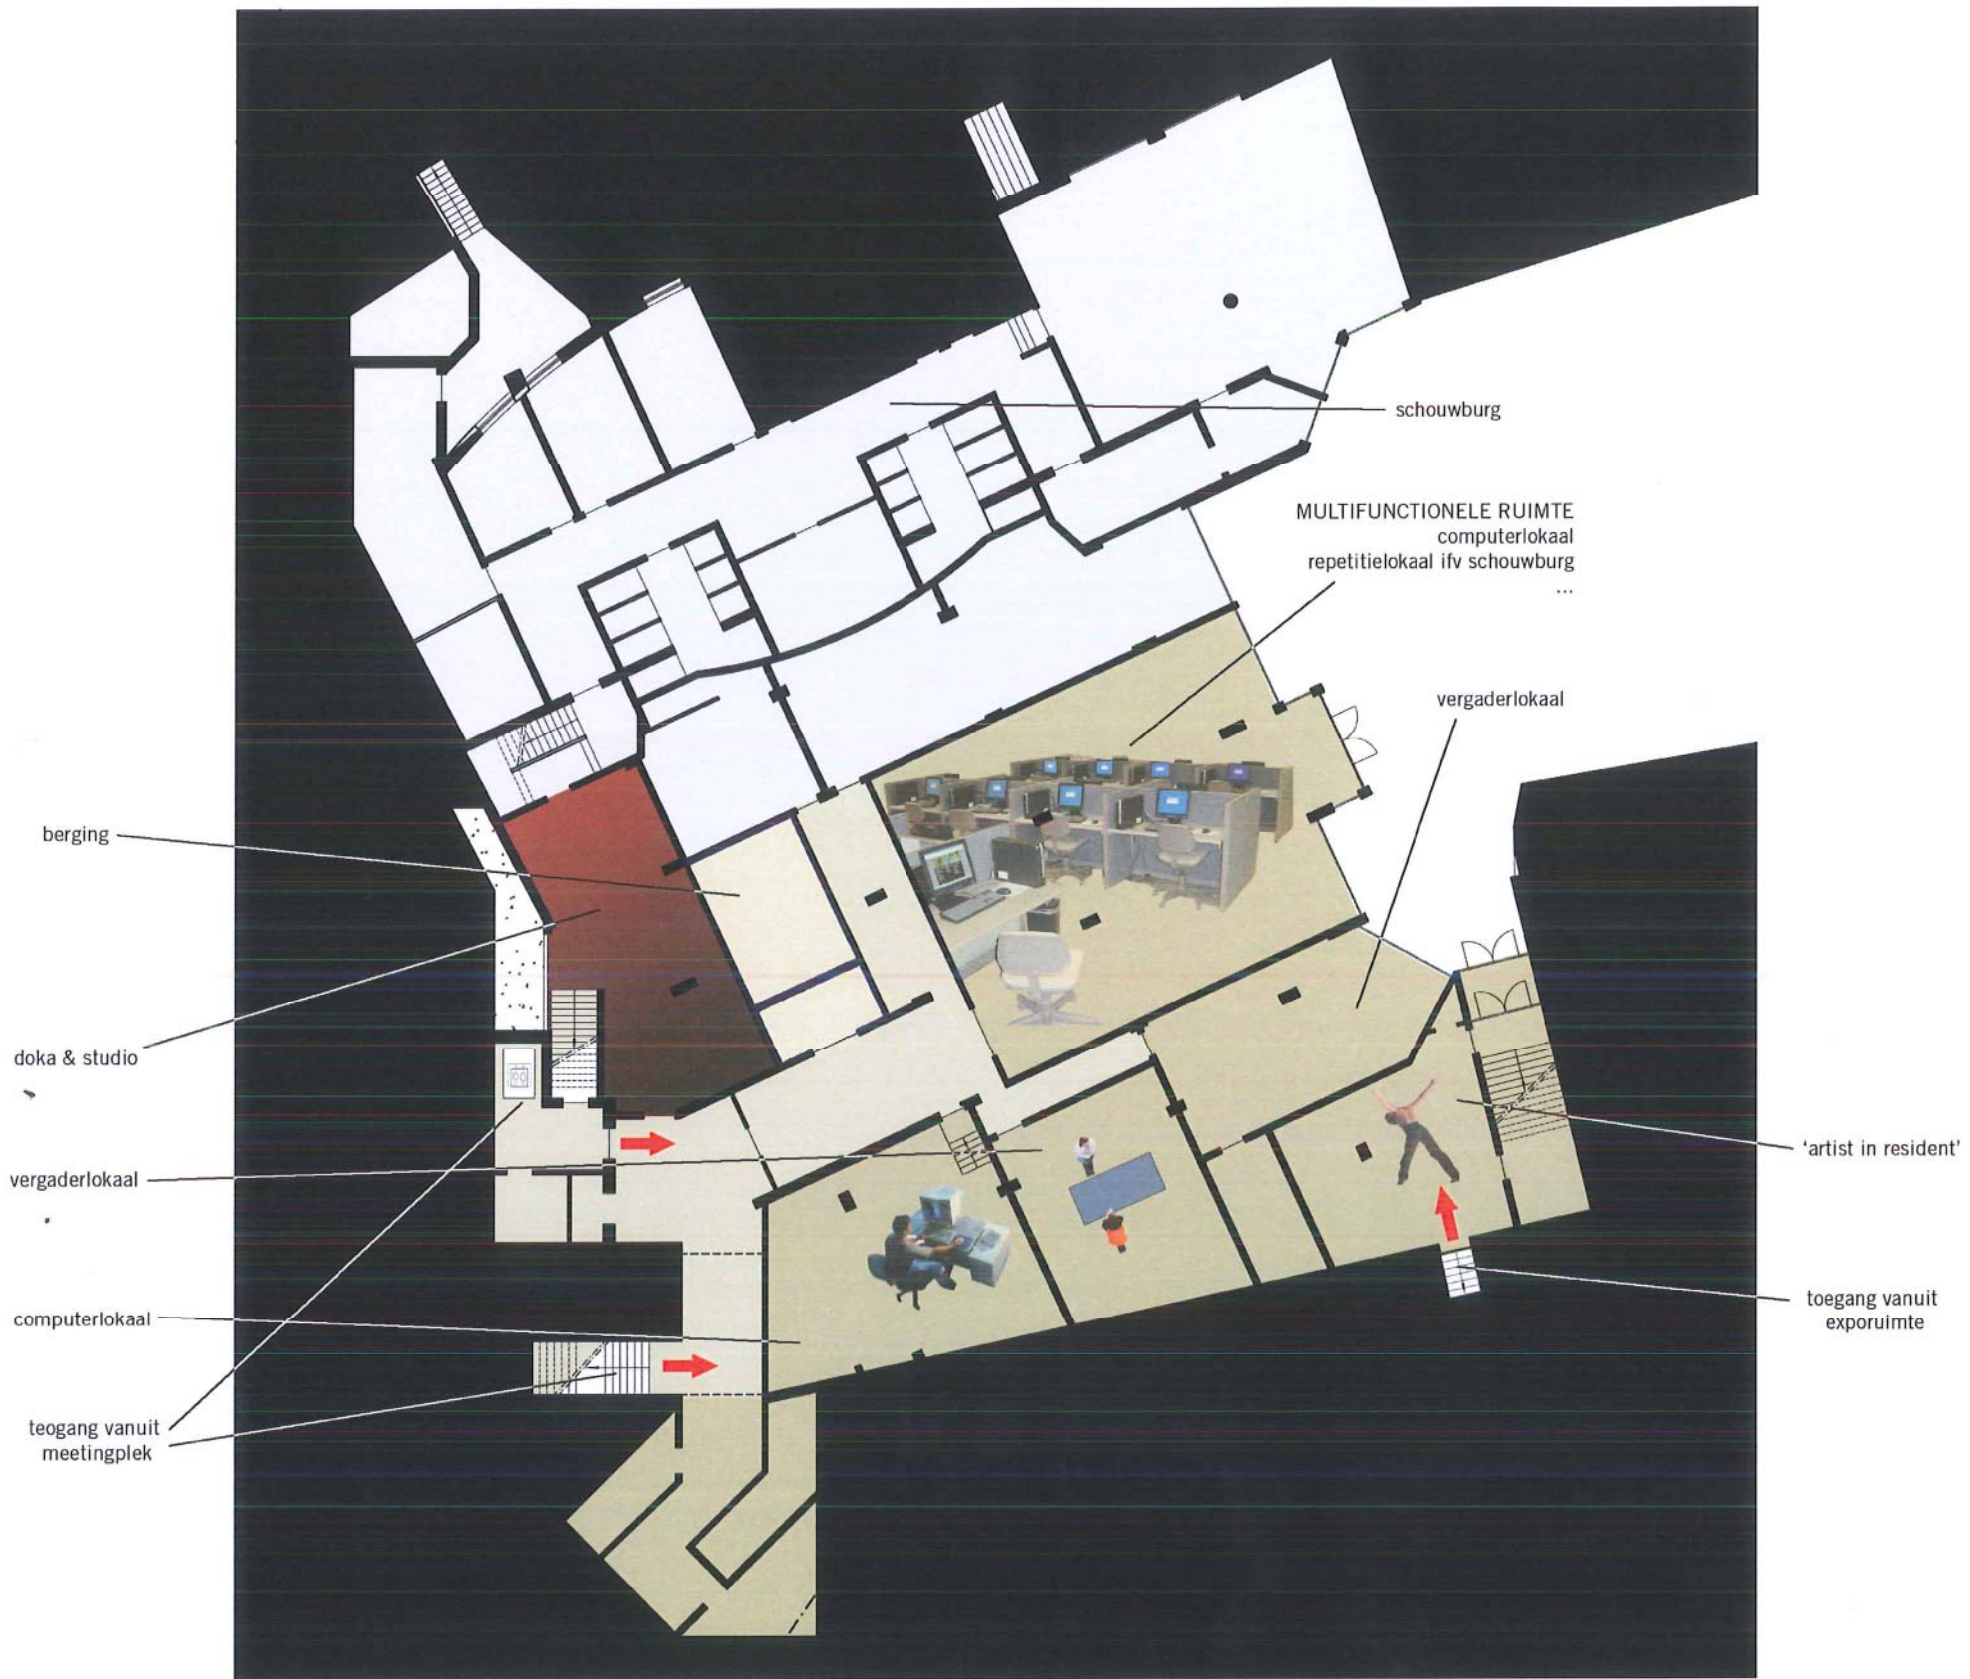 schouwburg
MULTIFUNCTIONELE RUIMTE
computerlokaal
repetitielokaal ifv schouwburg
...
vergaderlokaal
berging
doka & studio
vergaderlokaal
'artist in resident'
computerlokaal
toegang vanuit
exporuimte
teogang vanuit
meetingplek